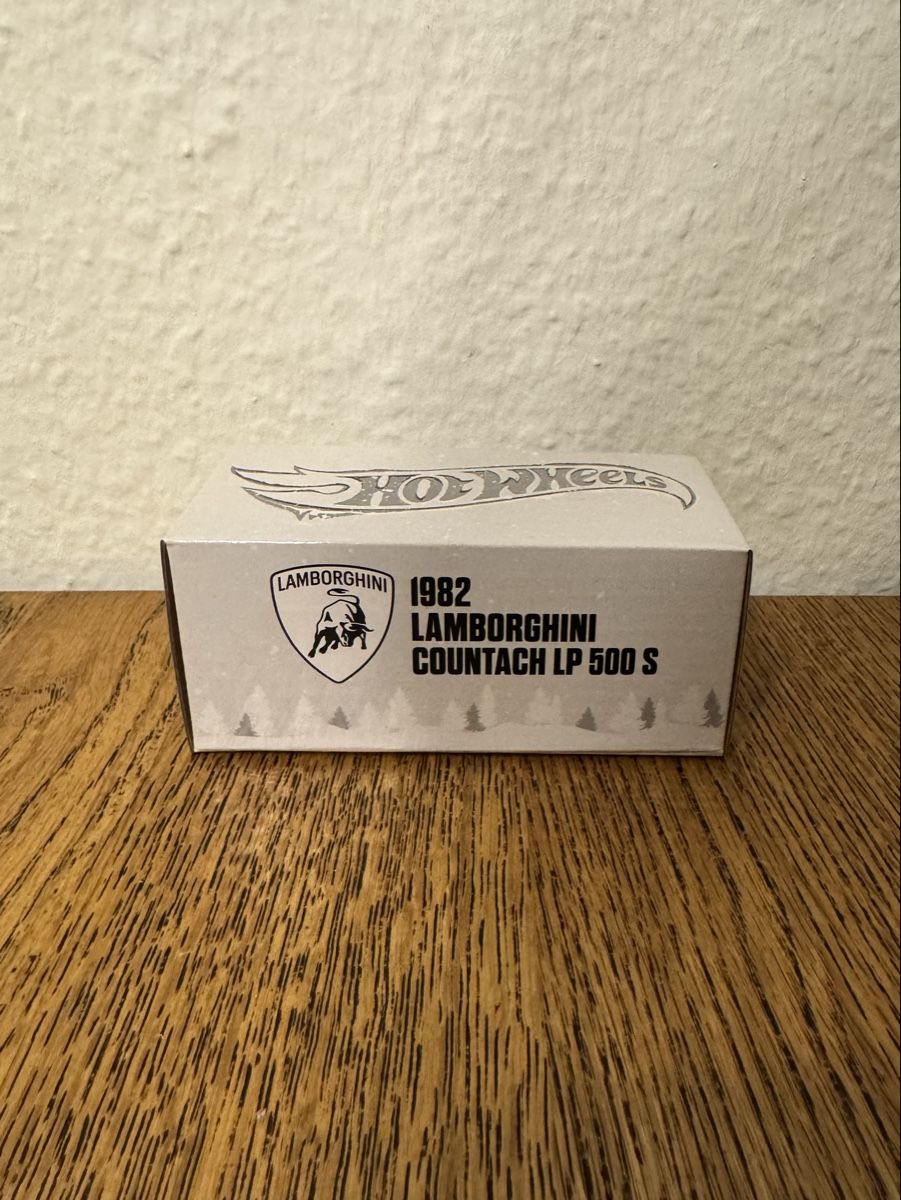 HOT WHEELS
LAMBORGHINI
1982
LAMBORGHINI
COUNTACH LP 500 S